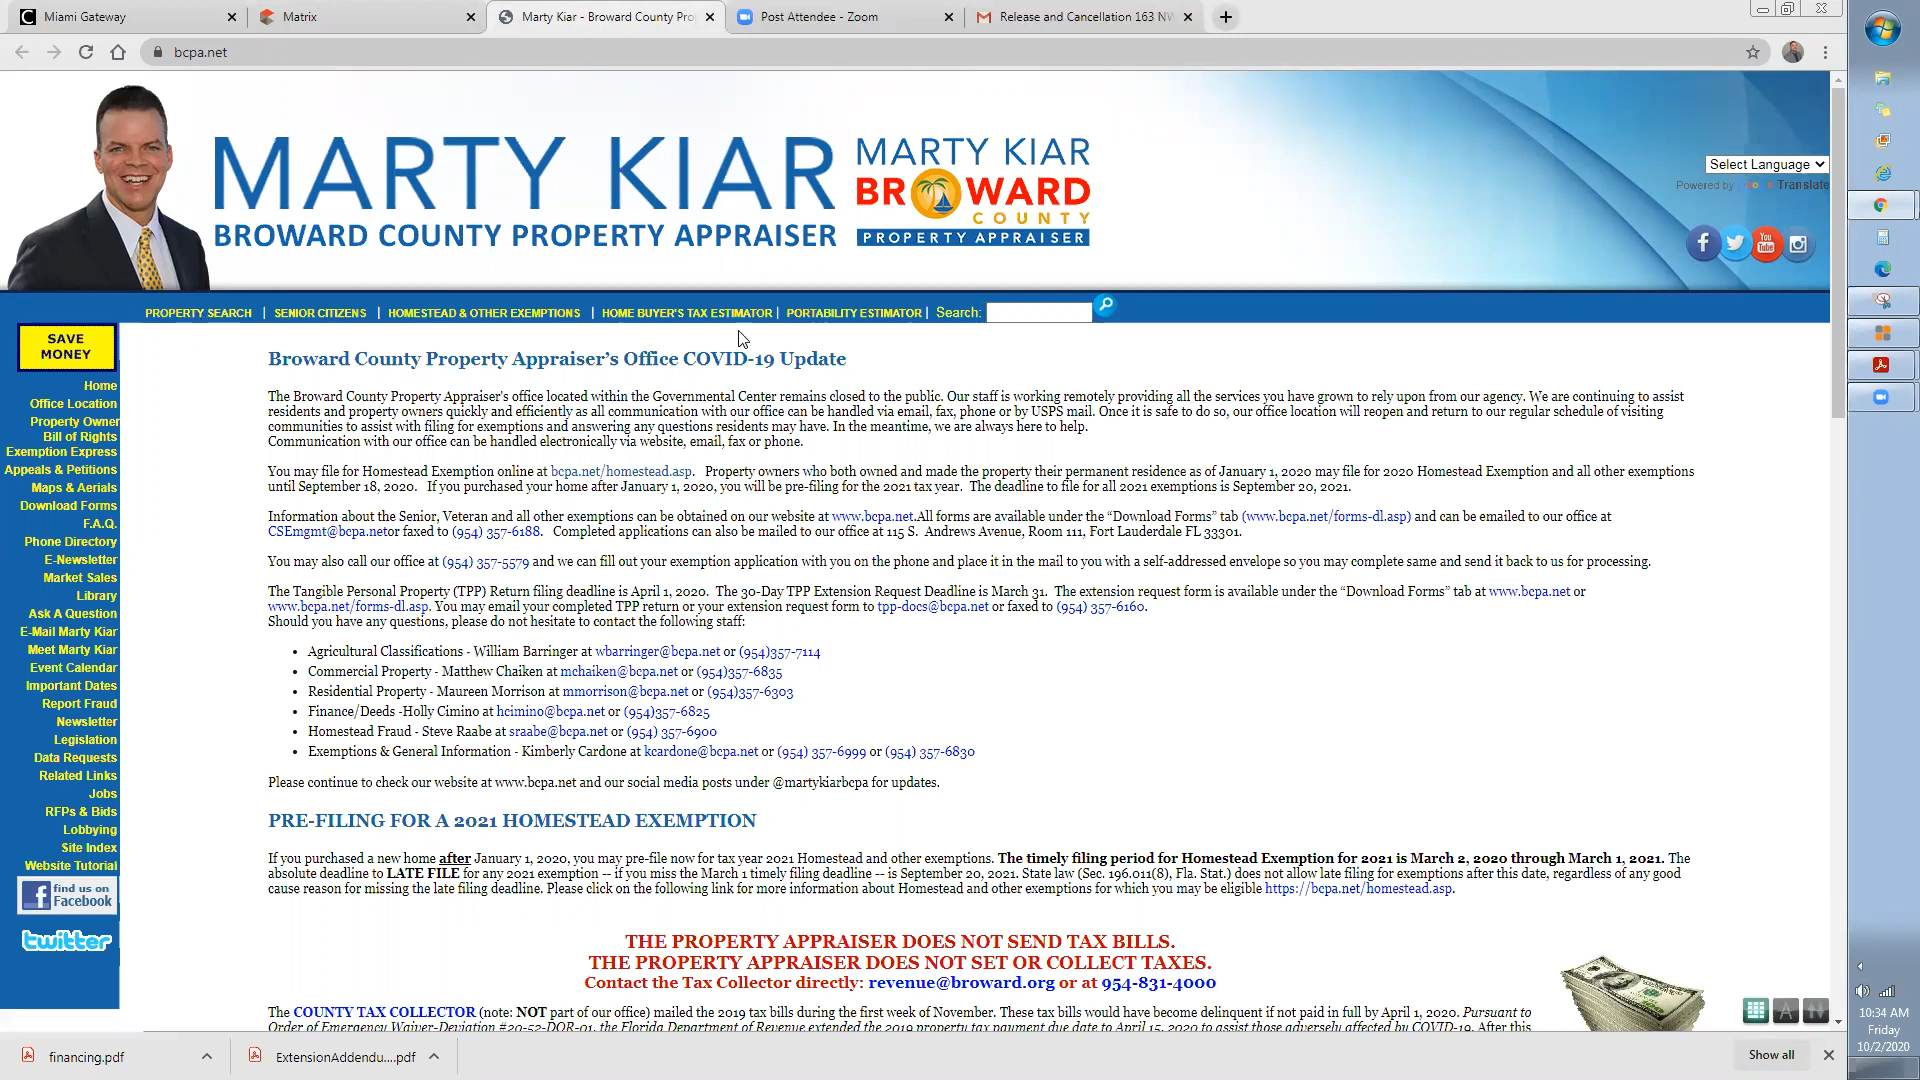 Miami Gateway
Matrix
Marty Kiar - Broward County Pro
Post Attendee - Zoom
Release and Cancellation 163 NW
bcpa.net
MARTY KIAR
BROWARD COUNTY PROPERTY APPRAISER
MARTY KIAR
BROWARD
COUNTY
PROPERTY APPRAISER
Select Language
Powered by Translate
You Tube
PROPERTY SEARCH | SENIOR CITIZENS | HOMESTEAD & OTHER EXEMPTIONS | HOME BUYER'S TAX ESTIMATOR | PORTABILITY ESTIMATOR | Search:
SAVE
MONEY
Home
Office Location
Property Owner
Bill of Rights
Exemption Express
Appeals & Petitions
Maps & Aerials
Download Forms
F.A.Q.
Phone Directory
E-Newsletter
Market Sales
Library
Ask A Question
E-Mail Marty Kiar
Meet Marty Kiar
Event Calendar
Important Dates
Report Fraud
Newsletter
Legislation
Data Requests
Related Links
Jobs
RFPs & Bids
Lobbying
Site Index
Website Tutorial
find us on
Facebook
twitter
Broward County Property Appraiser's Office COVID-19 Update
The Broward County Property Appraiser's office located within the Governmental Center remains closed to the public. Our staff is working remotely providing all the services you have grown to rely upon from our agency. We are continuing to assist
residents and property owners quickly and efficiently as all communication with our office can be handled via email, fax, phone or by USPS mail. Once it is safe to do so, our office location will reopen and return to our regular schedule of visiting
communities to assist with filing for exemptions and answering any questions residents may have. In the meantime, we are always here to help.
Communication with our office can be handled electronically via website, email, fax or phone.
You may file for Homestead Exemption online at bcpa.net/homestead.asp. Property owners who both owned and made the property their permanent residence as of January 1, 2020 may file for 2020 Homestead Exemption and all other exemptions
until September 18, 2020. If you purchased your home after January 1, 2020, you will be pre-filing for the 2021 tax year. The deadline to file for all 2021 exemptions is September 20, 2021.
Information about the Senior, Veteran and all other exemptions can be obtained on our website at www.bcpa.net.All forms are available under the “Download Forms” tab (www.bcpa.net/forms-dl.asp) and can be emailed to our office at
CSEmgmt@bcpa.netor faxed to (954) 357-6188. Completed applications can also be mailed to our office at 115 S. Andrews Avenue, Room 111, Fort Lauderdale FL 33301.
You may also call our office at (954) 357-5579 and we can fill out your exemption application with you on the phone and place it in the mail to you with a self-addressed envelope so you may complete same and send it back to us for processing.
The Tangible Personal Property (TPP) Return filing deadline is April 1, 2020. The 30-Day TPP Extension Request Deadline is March 31. The extension request form is available under the “Download Forms” tab at www.bcpa.net or
www.bcpa.net/forms-dl.asp. You may email your completed TPP return or your extension request form to tpp-docs@bcpa.net or faxed to (954) 357-6160.
Should you have any questions, please do not hesitate to contact the following staff:
• Agricultural Classifications - William Barringer at wbarringer@bcpa.net or (954)357-7114
• Commercial Property - Matthew Chaiken at mchaiken@bcpa.net or (954)357-6835
• Residential Property - Maureen Morrison at mmorrison@bcpa.net or (954)357-6303
• Finance/Deeds -Holly Cimino at hcimino@bcpa.net or (954)357-6825
• Homestead Fraud - Steve Raabe at sraabe@bcpa.net or (954) 357-6900
• Exemptions & General Information - Kimberly Cardone at kcardone@bcpa.net or (954) 357-6999 or (954) 357-6830
Please continue to check our website at www.bcpa.net and our social media posts under @martykiarbcpa for updates.
PRE-FILING FOR A 2021 HOMESTEAD EXEMPTION
If you purchased a new home after January 1, 2020, you may pre-file now for tax year 2021 Homestead and other exemptions. The timely filing period for Homestead Exemption for 2021 is March 2, 2020 through March 1, 2021. The
absolute deadline to LATE FILE for any 2021 exemption -- if you miss the March 1 timely filing deadline -- is September 20, 2021. State law (Sec. 196.011(8), Fla. Stat.) does not allow late filing for exemptions after this date, regardless of any good
cause reason for missing the late filing deadline. Please click on the following link for more information about Homestead and other exemptions for which you may be eligible https://bcpa.net/homestead.asp.
THE PROPERTY APPRAISER DOES NOT SEND TAX BILLS.
THE PROPERTY APPRAISER DOES NOT SET OR COLLECT TAXES.
Contact the Tax Collector directly: revenue@broward.org or at 954-831-4000
The COUNTY TAX COLLECTOR (note: NOT part of our office) mailed the 2019 tax bills during the first week of November. These tax bills would have become delinquent if not paid in full by April 1, 2020. Pursuant to
Order of Emergency Waiver-Deviation #20-52-DOR-01, the Florida Department of Revenue extended the 2019 property tax payment due date to April 15, 2020 to assist those adversely affected by COVID-19. After this
financing.pdf
ExtensionAddendu....pdf
Show all
10:34 AM
Friday
10/2/2020